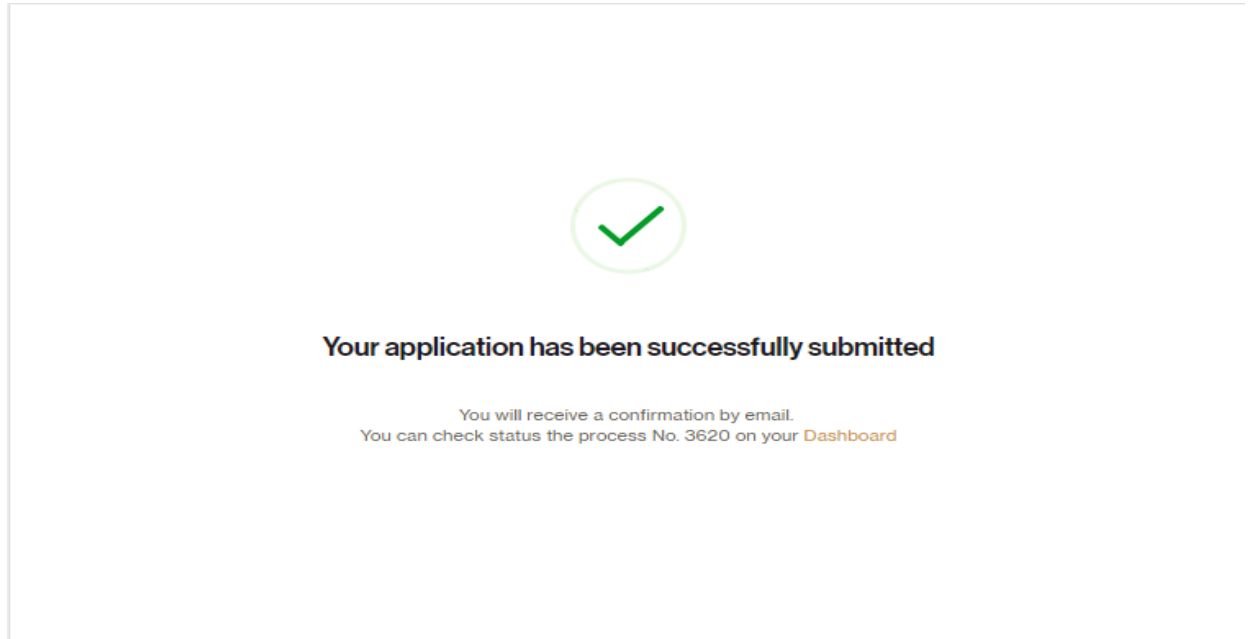 Your application has been successfully submitted
You will receive a confirmation by email.
You can check status the process No. 3620 on your Dashboard